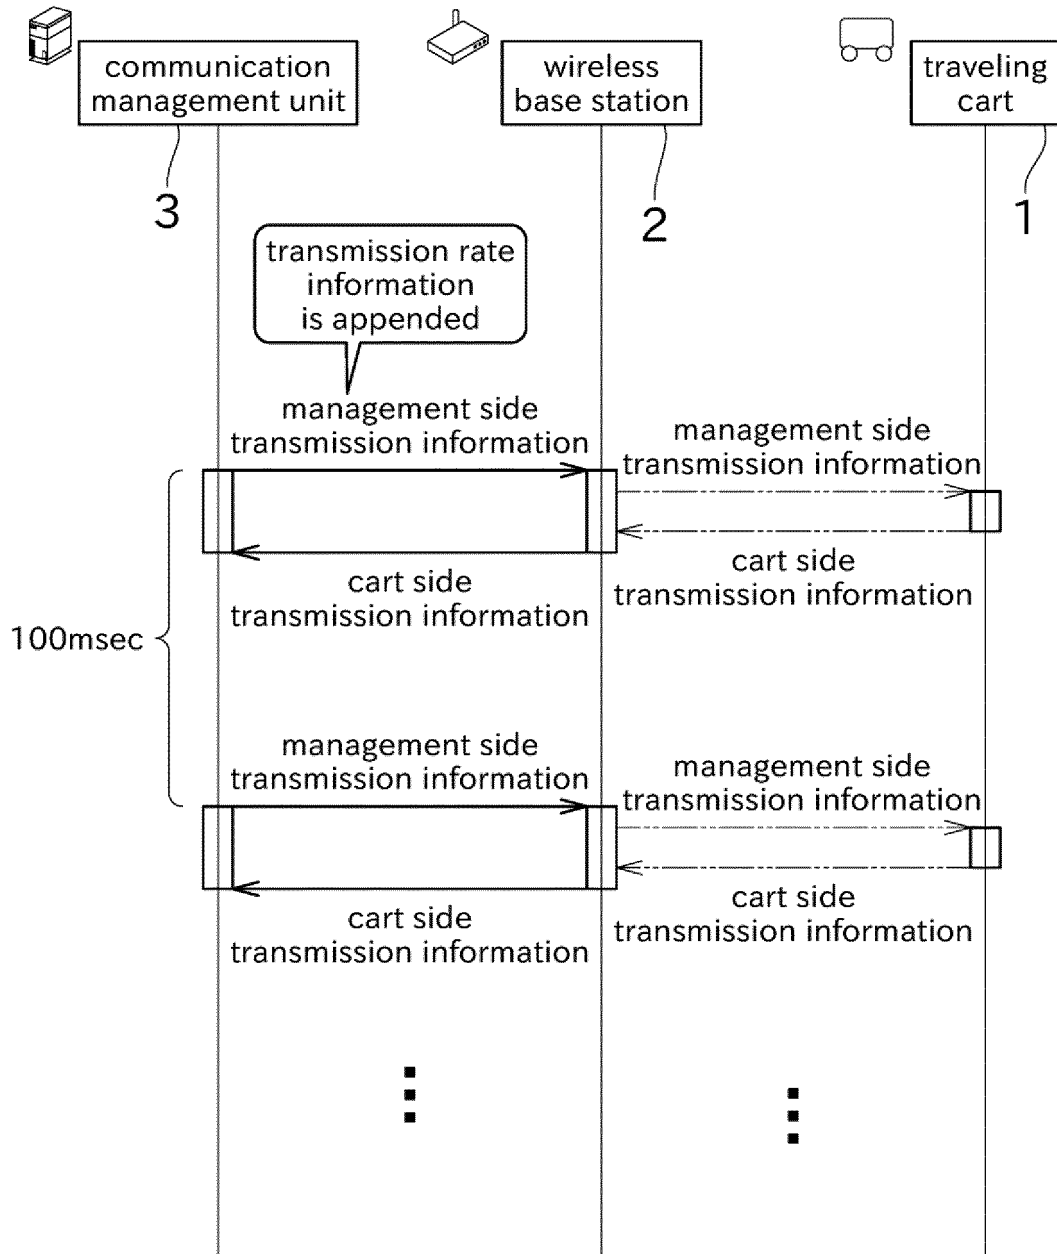 communication
management unit
wireless
base station
traveling
cart
3
2
1
transmission rate
information
is appended
management side
transmission information
management side
transmission information
cart side
transmission information
cart side
transmission information
100msec
management side
transmission information
management side
transmission information
cart side
transmission information
cart side
transmission information